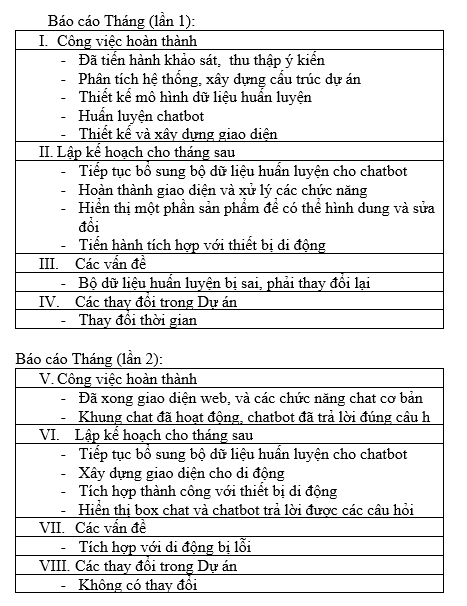 Báo cáo Tháng (lần 1):
I. Công việc hoàn thành
- Đã tiến hành khảo sát, thu thập ý kiến
- Phân tích hệ thống, xây dựng cấu trúc dự án
- Thiết kế mô hình dữ liệu huấn luyện
- Huấn luyện chatbot
- Thiết kế và xây dựng giao diện
II. Lập kế hoạch cho tháng sau
- Tiếp tục bổ sung bộ dữ liệu huấn luyện cho chatbot
- Hoàn thành giao diện và xử lý các chức năng
- Hiển thị một phần sản phẩm để có thể hình dung và sửa
đổi
- Tiến hành tích hợp với thiết bị di động
III. Các vấn đề
- Bộ dữ liệu huấn luyện bị sai, phải thay đổi lại
IV. Các thay đổi trong Dự án
- Thay đổi thời gian
Báo cáo Tháng (lần 2):
V. Công việc hoàn thành
- Đã xong giao diện web, và các chức năng chat cơ bản
- Khung chat đã hoạt động, chatbot đã trả lời đúng câu h
VI. Lập kế hoạch cho tháng sau
- Tiếp tục bổ sung bộ dữ liệu huấn luyện cho chatbot
- Xây dựng giao diện cho di động
- Tích hợp thành công với thiết bị di động
- Hiển thị box chat và chatbot trả lời được các câu hỏi
VII. Các vấn đề
- Tích hợp với di động bị lỗi
VIII. Các thay đổi trong Dự án
- Không có thay đổi